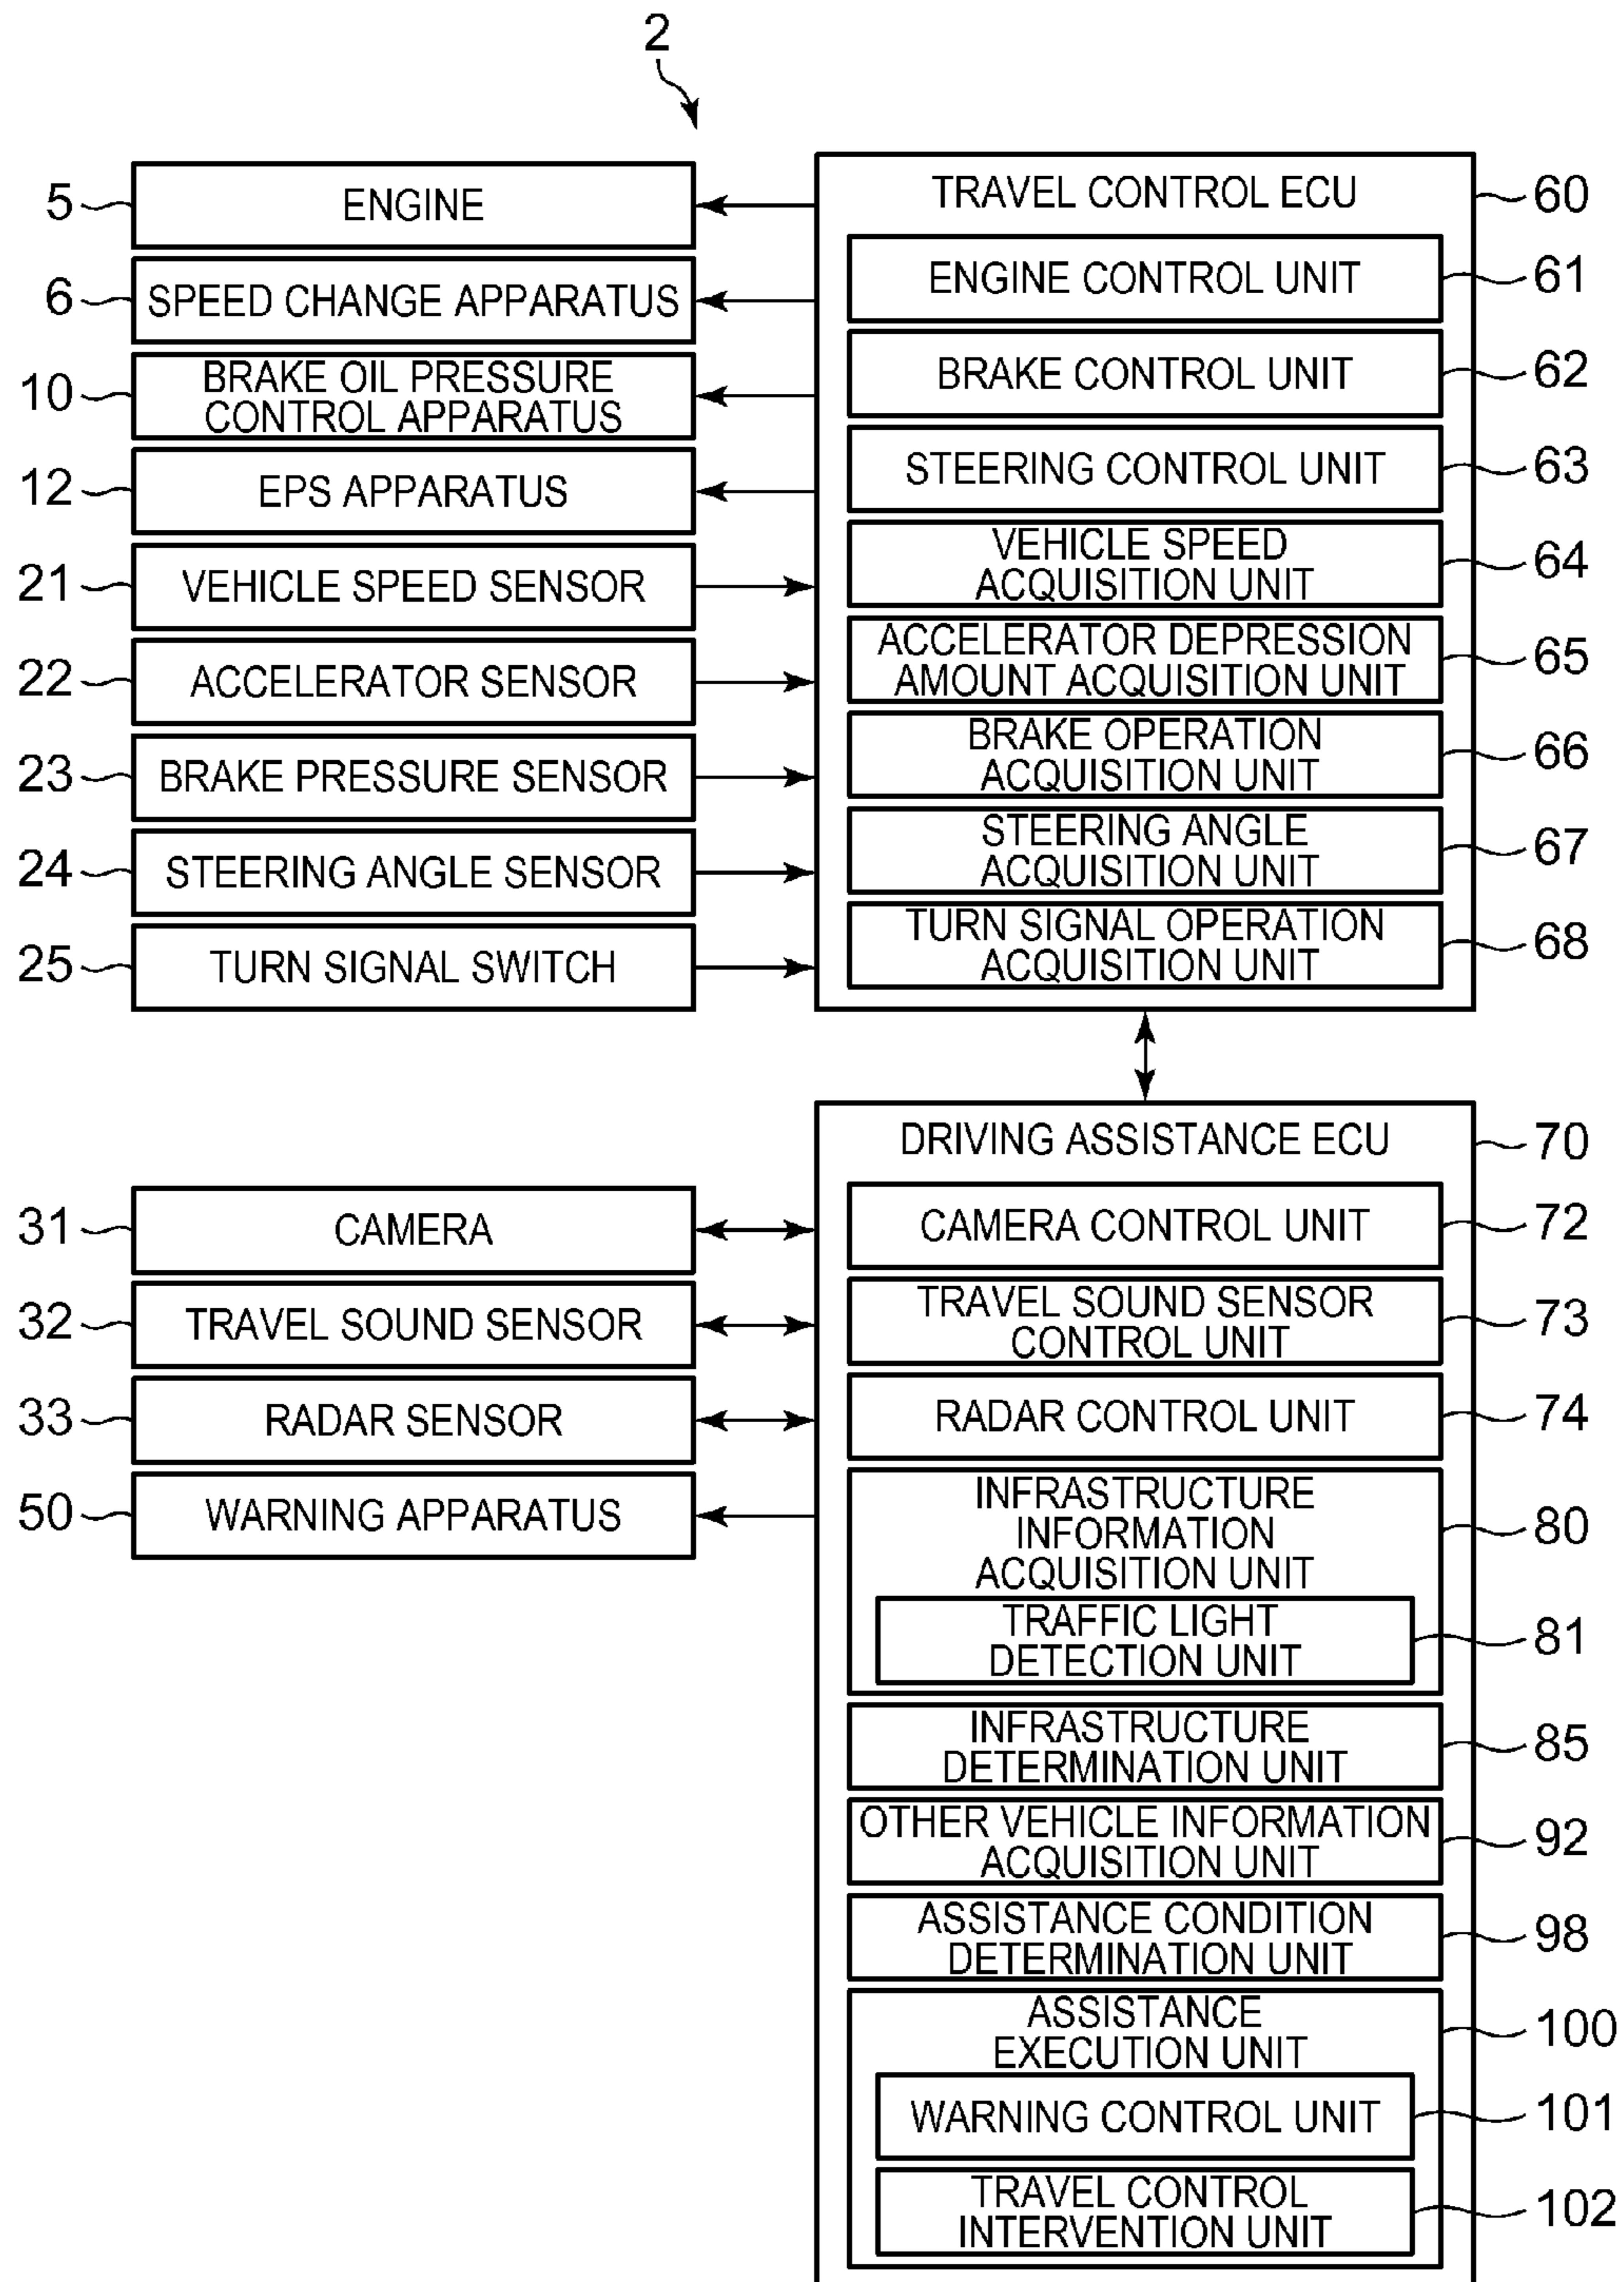 2
5
ENGINE
6
SPEED CHANGE APPARATUS
10
BRAKE OIL PRESSURE
CONTROL APPARATUS
12
EPS APPARATUS
21
VEHICLE SPEED SENSOR
22
ACCELERATOR SENSOR
23
BRAKE PRESSURE SENSOR
24
STEERING ANGLE SENSOR
25
TURN SIGNAL SWITCH
TRAVEL CONTROL ECU
60
ENGINE CONTROL UNIT
61
BRAKE CONTROL UNIT
62
STEERING CONTROL UNIT
63
VEHICLE SPEED
ACQUISITION UNIT
64
ACCELERATOR DEPRESSION
AMOUNT ACQUISITION UNIT
65
BRAKE OPERATION
ACQUISITION UNIT
66
STEERING ANGLE
ACQUISITION UNIT
67
TURN SIGNAL OPERATION
ACQUISITION UNIT
68
31
CAMERA
32
TRAVEL SOUND SENSOR
33
RADAR SENSOR
50
WARNING APPARATUS
DRIVING ASSISTANCE ECU
70
CAMERA CONTROL UNIT
72
TRAVEL SOUND SENSOR
CONTROL UNIT
73
RADAR CONTROL UNIT
74
INFRASTRUCTURE
INFORMATION
ACQUISITION UNIT
80
TRAFFIC LIGHT
DETECTION UNIT
81
INFRASTRUCTURE
DETERMINATION UNIT
85
OTHER VEHICLE INFORMATION
ACQUISITION UNIT
92
ASSISTANCE CONDITION
DETERMINATION UNIT
98
ASSISTANCE
EXECUTION UNIT
100
WARNING CONTROL UNIT
101
TRAVEL CONTROL
INTERVENTION UNIT
102